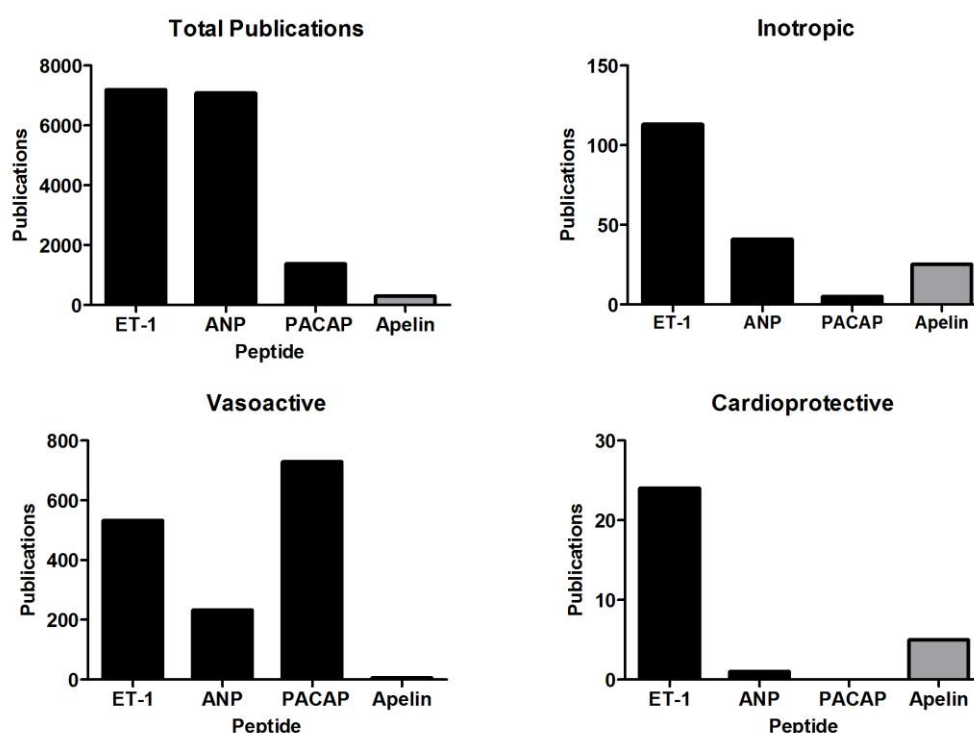 Total Publications
Publications
8000
6000
4000
2000
0
ET-1 ANP PACAP Apelin
Peptide
Inotropic
Publications
150
100
50
0
ET-1 ANP PACAP Apelin
Vasoactive
Publications
800
600
400
200
0
ET-1 ANP PACAP Apelin
Peptide
Cardioprotective
Publications
30
20
10
0
ET-1 ANP PACAP Apelin
Peptide